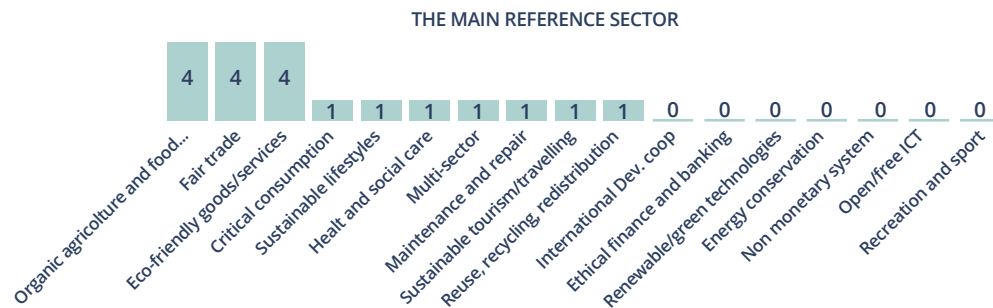 THE MAIN REFERENCE SECTOR
4
4
4
1
1
1
1
1
1
1
0
0
0
0
0
0
0
Organic agriculture and food...
Fair trade
Eco-friendly goods/services
Critical consumption
Sustainable lifestyles
Healt and social care
Multi-sector
Maintenance and repair
Sustainable tourism/travelling
Reuse, recycling, redistribution
International Dev. coop
Ethical finance and banking
Renewable/green technologies
Energy conservation
Non monetary system
Open/free ICT
Recreation and sport